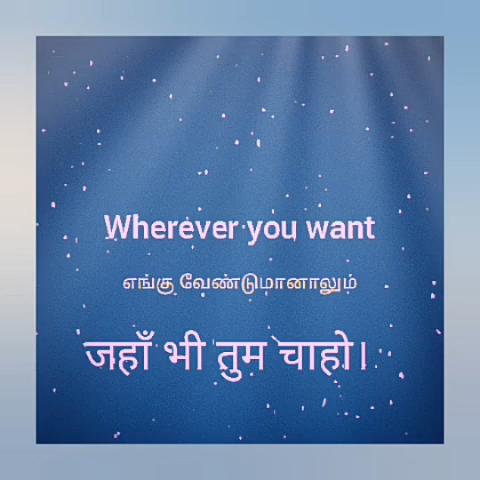 Wherever you want
எங்கு வேண்டுமானாலும்
जहाँ भी तुम चाहो।